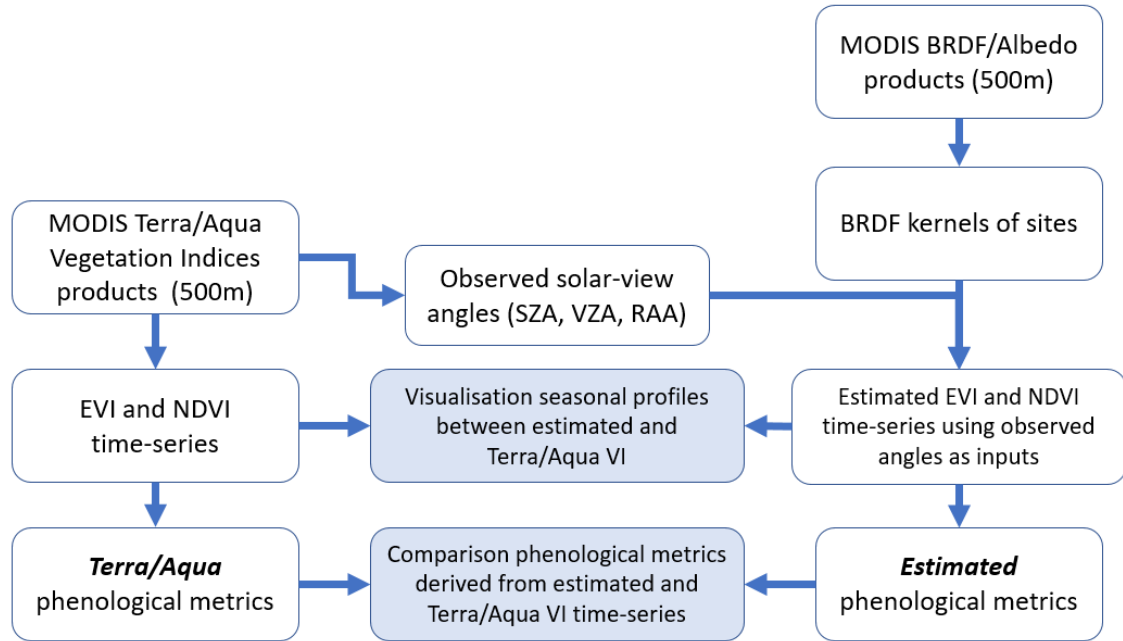 MODIS BRDF/Albedo
products (500m)
MODIS Terra/Aqua
Vegetation Indices
products (500m)
BRDF kernels of sites
Observed solar-view
angles (SZA, VZA, RAA)
EVI and NDVI
time-series
Visualisation seasonal profiles
between estimated and
Terra/Aqua VI
Estimated EVI and NDVI
time-series using observed
angles as inputs
Terra/Aqua
phenological metrics
Comparison phenological metrics
derived from estimated and
Terra/Aqua VI time-series
Estimated
phenological metrics